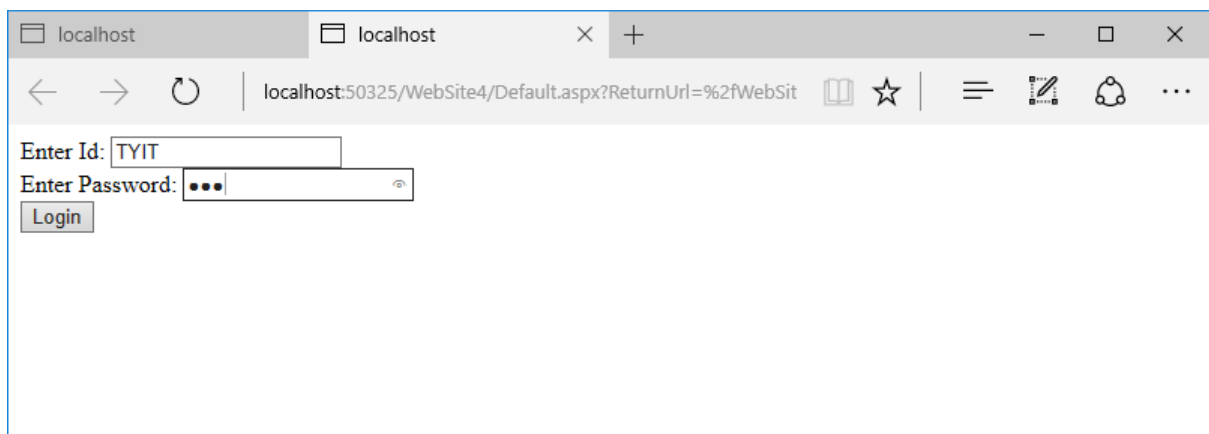 localhost
localhost
localhost:50325/WebSite4/Default.aspx?ReturnUrl=%2fWebSit
Enter Id: TYIT
Enter Password: •••
Login